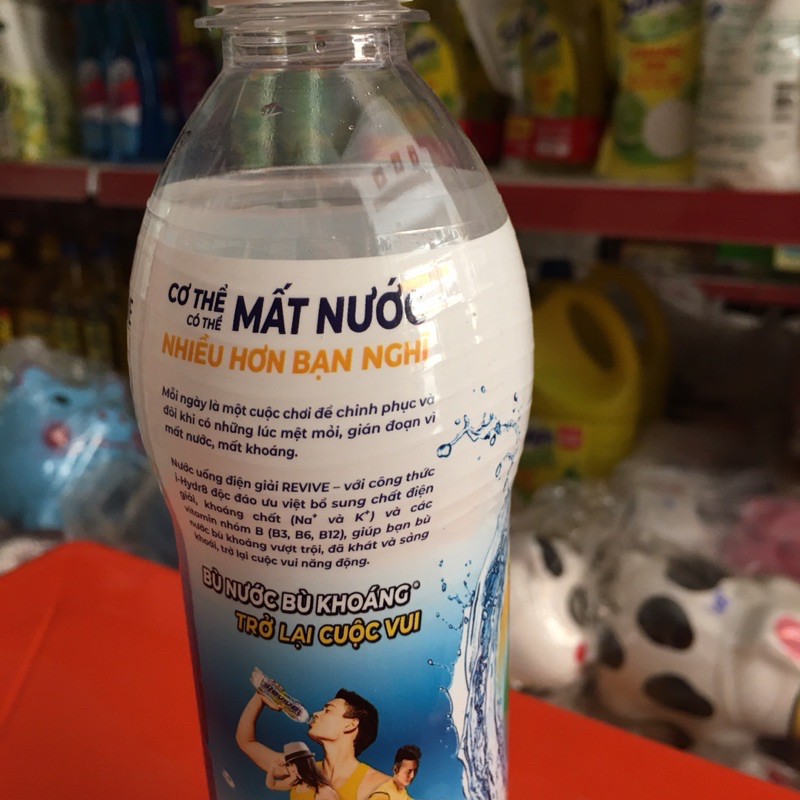 CƠ THỂ
CÓ THỂ
MẤT NƯỚC
NHIỀU HƠN BẠN NGHĨ
Mỗi ngày là một cuộc chơi để chinh phục và
đôi khi có những lúc mệt mỏi, gián đoạn vì
mất nước, mất khoáng.
Nước uống điện giải REVIVE – với công thức
i-Hydr8 độc đáo ưu việt bổ sung chất điện
giải, khoáng chất (Na⁺ và K⁺) và các
vitamin nhóm B (B3, B6, B12), giúp bạn bù
nước bù khoáng vượt trội, đã khát và sảng
khoái, trở lại cuộc vui năng động.
BÙ NƯỚC BÙ KHOÁNG
TRỞ LẠI CUỘC VUI